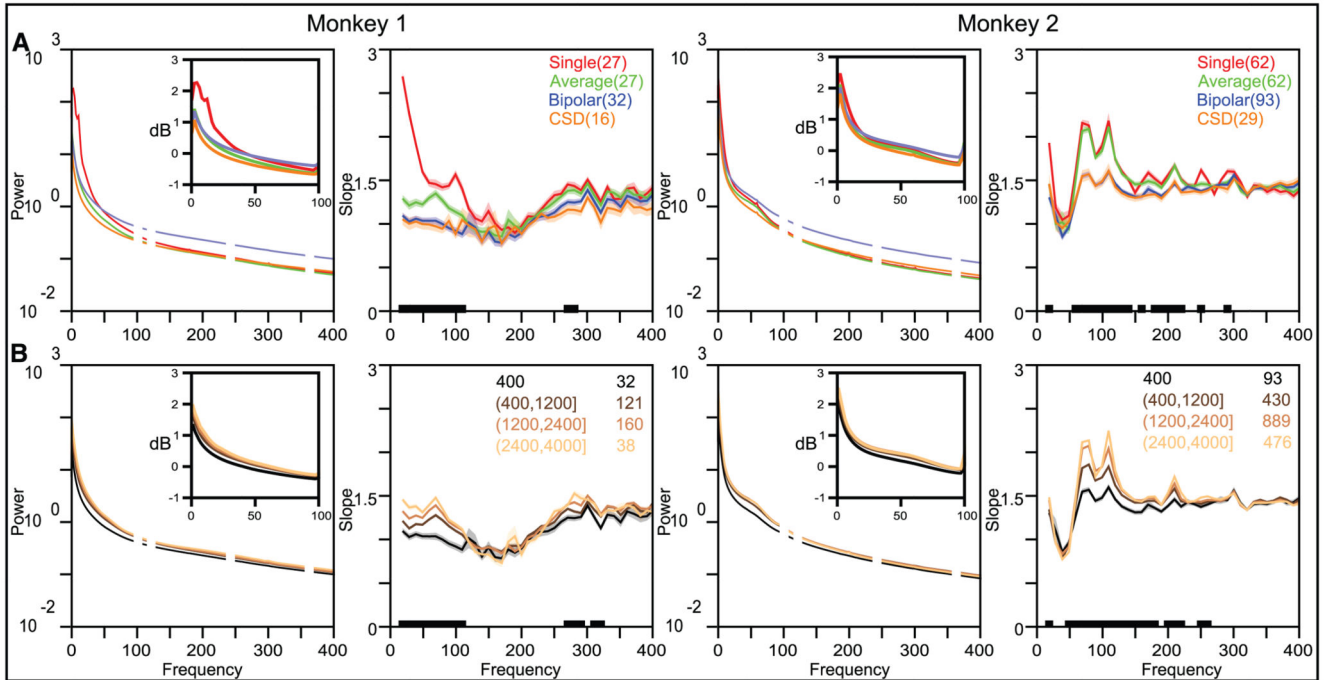 Monkey 1 Monkey 2
A
10 3
10 0
10 -2
Power
3
2
1
0
-1
dB
0 50 100
0 100 200 300 400
3
1.5
0
Slope
Single(27)
Average(27)
Bipolar(32)
CSD(16)
0 100 200 300 400
10 3
10 0
10 -2
Power
3
2
1
0
-1
dB
0 50 100
0 100 200 300 400
3
1.5
0
Slope
Single(62)
Average(62)
Bipolar(93)
CSD(29)
0 100 200 300 400
B
10 3
10 0
10 -2
Power
3
2
1
0
-1
dB
0 50 100
0 100 200 300 400
Frequency
3
1.5
0
Slope
400 32
(400,1200] 121
(1200,2400] 160
(2400,4000] 38
0 100 200 300 400
Frequency
10 3
10 0
10 -2
Power
3
2
1
0
-1
dB
0 50 100
0 100 200 300 400
Frequency
3
1.5
0
Slope
400 93
(400,1200] 430
(1200,2400] 889
(2400,4000] 476
0 100 200 300 400
Frequency